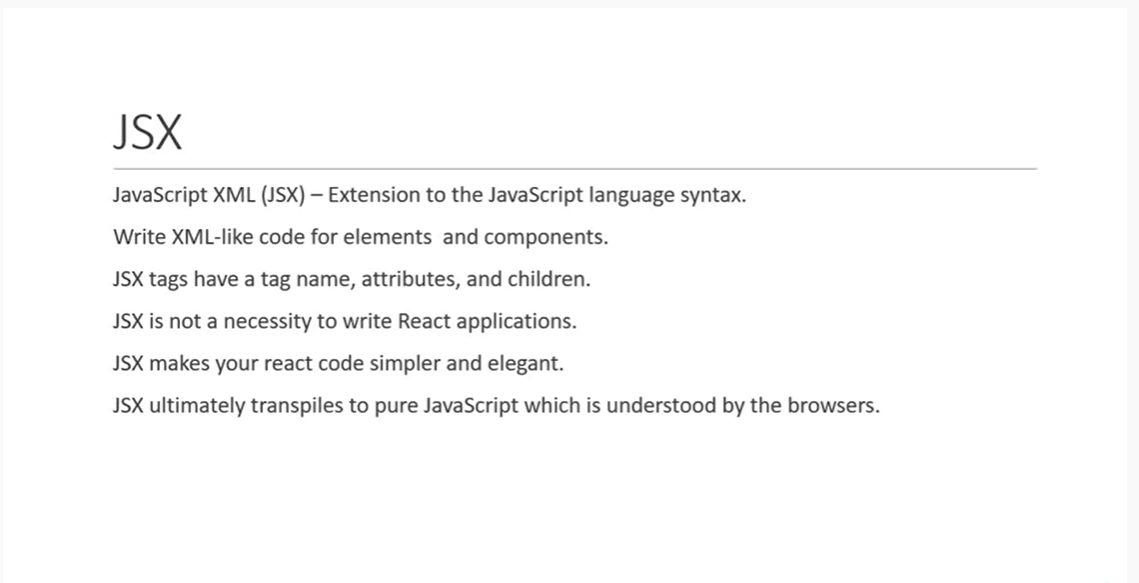 JSX
JavaScript XML (JSX) – Extension to the JavaScript language syntax.
Write XML-like code for elements  and components.
JSX tags have a tag name, attributes, and children.
JSX is not a necessity to write React applications.
JSX makes your react code simpler and elegant.
JSX ultimately transpiles to pure JavaScript which is understood by the browsers.